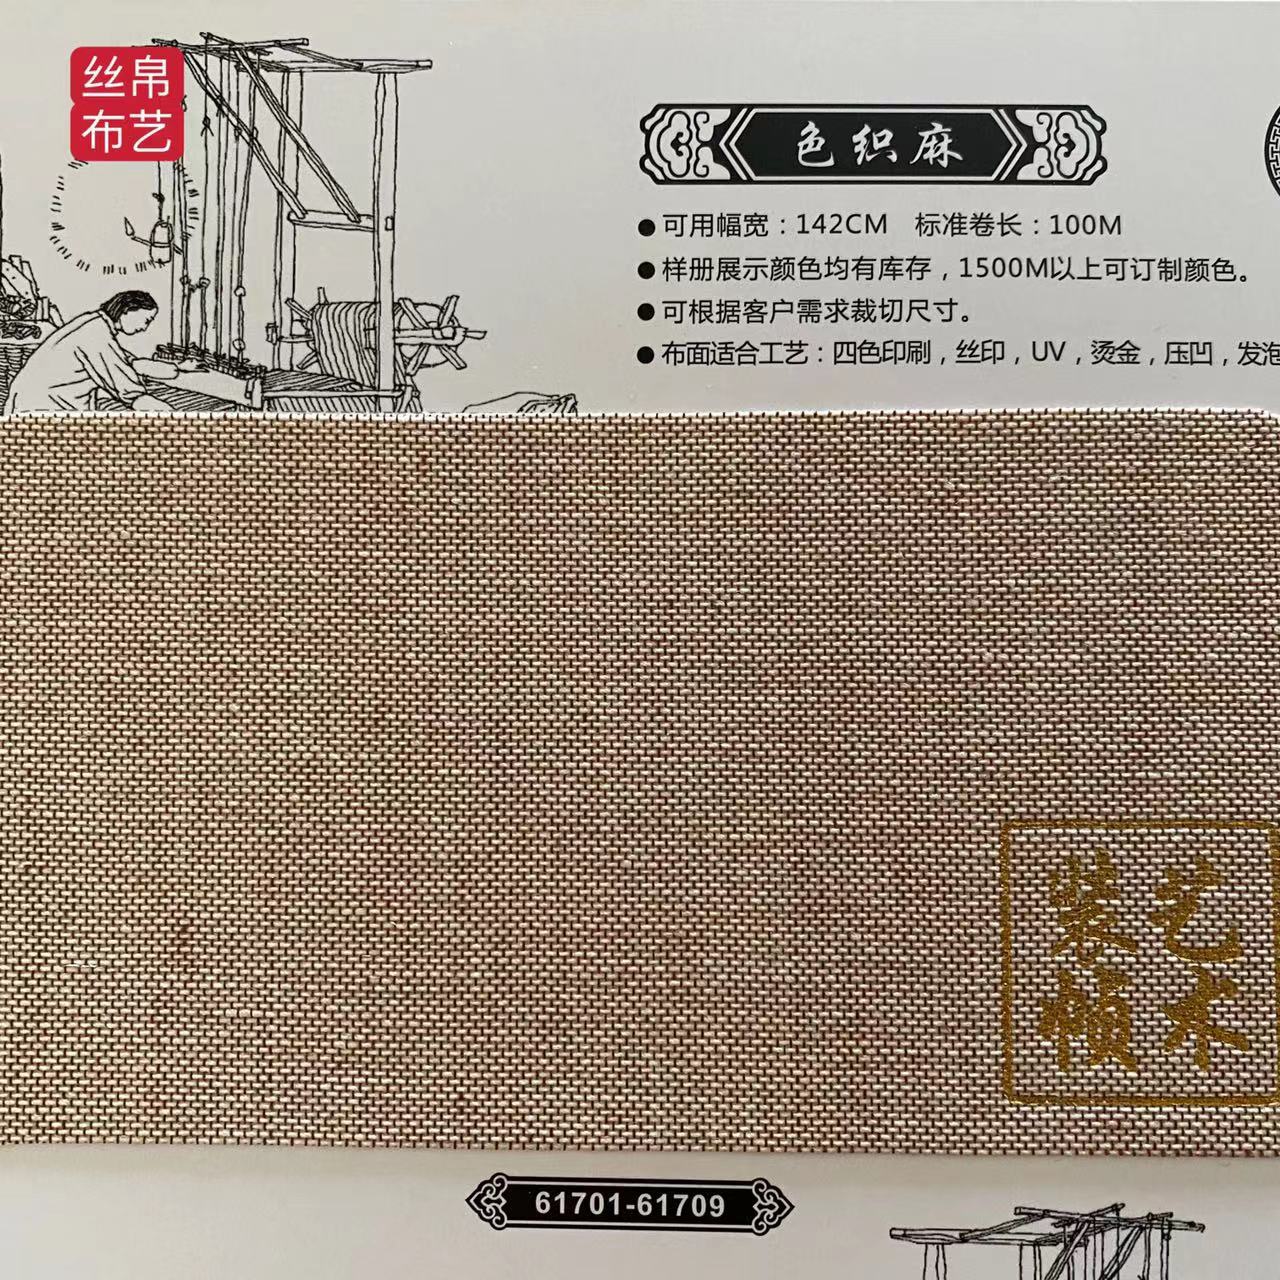 丝帛
布艺
色织麻
●可用幅宽：142CM 标准卷长：100M
●样册展示颜色均有库存，1500M以上可订制颜色。
●可根据客户需求裁切尺寸。
●布面适合工艺：四色印刷，丝印，UV，烫金，压凹，发泡
艺术
装帧
61701-61709